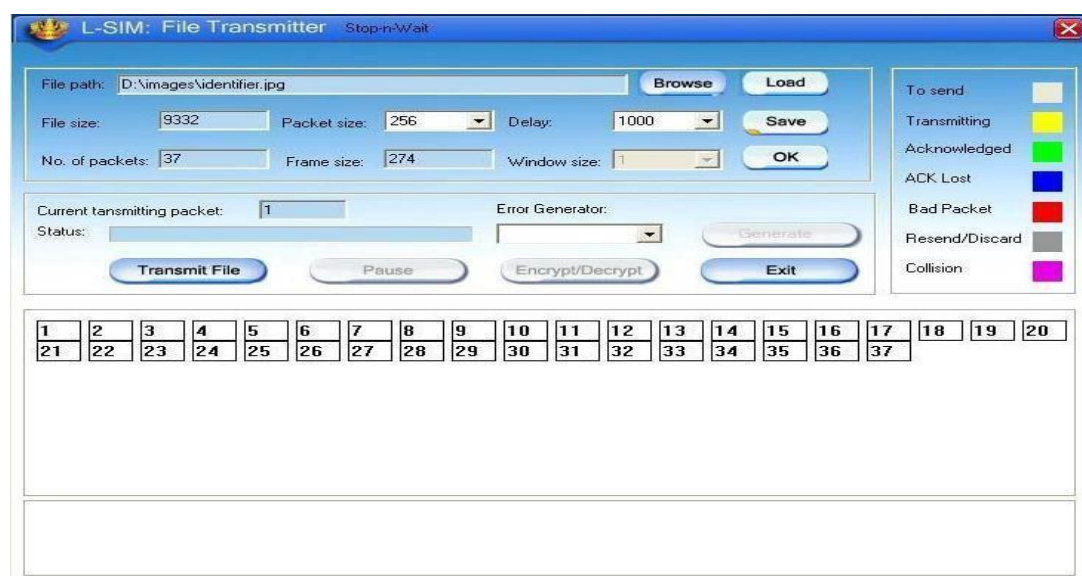 L-SIM: File Transmitter Stop-n-Wait
File path: D:\images\identifier.jpg Browse Load
File size: 9332 Packet size: 256 Delay: 1000 Save
No. of packets: 37 Frame size: 274 Window size: 1 OK
Current tansmitting packet: 1 Error Generator:
Status: Generate
Transmit File Pause Encrypt/Decrypt Exit
To send
Transmitting
Acknowledged
ACK Lost
Bad Packet
Resend/Discard
Collision
1 2 3 4 5 6 7 8 9 10 11 12 13 14 15 16 17 18 19 20
21 22 23 24 25 26 27 28 29 30 31 32 33 34 35 36 37